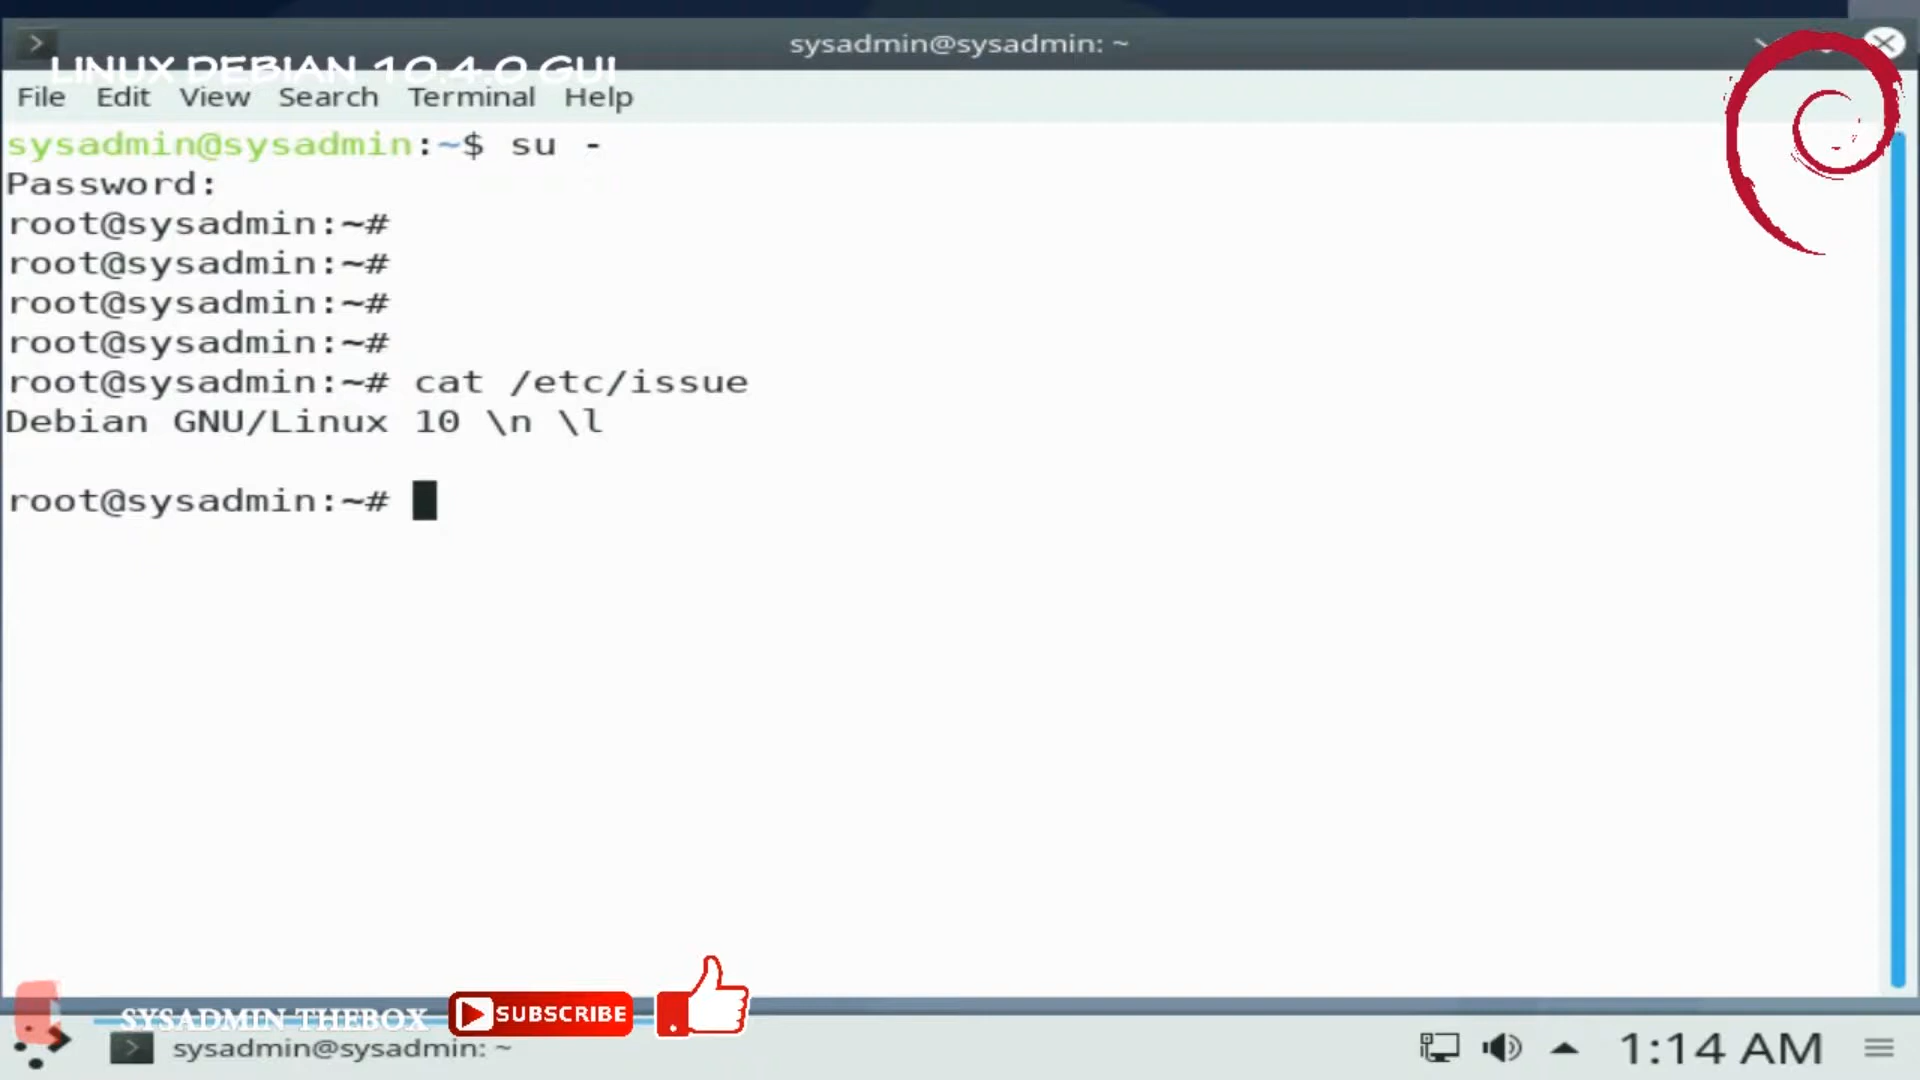 sysadmin@sysadmin: ~
LINUX DEBIAN 10.4.0 GUI
File Edit View Search Terminal Help
sysadmin@sysadmin:~$ su -
Password:
root@sysadmin:~#
root@sysadmin:~#
root@sysadmin:~#
root@sysadmin:~#
root@sysadmin:~# cat /etc/issue
Debian GNU/Linux 10 \n \l
root@sysadmin:~#
SYSADMIN THEBOX SUBSCRIBE
sysadmin@sysadmin: ~ 1:14 AM